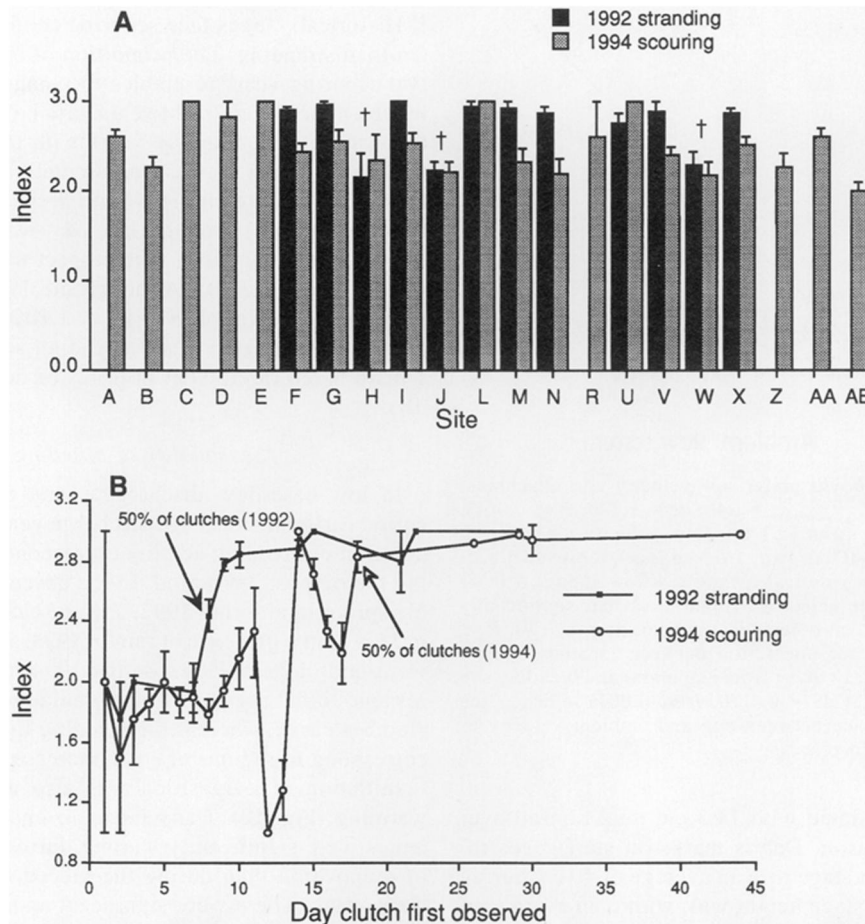 A
1992 stranding
1994 scouring
3.0
2.0
1.0
0.0
Index
† † †
A B C D E F G H I J L M N R U V W X Z AA
Site
B
3.2
2.8
2.4
2.0
1.6
1.2
0.8
Index
50% of clutches (1992)
50% of clutches (1994)
1992 stranding
1994 scouring
0 5 10 15 20 25 30 35 40 45
Day clutch first observed